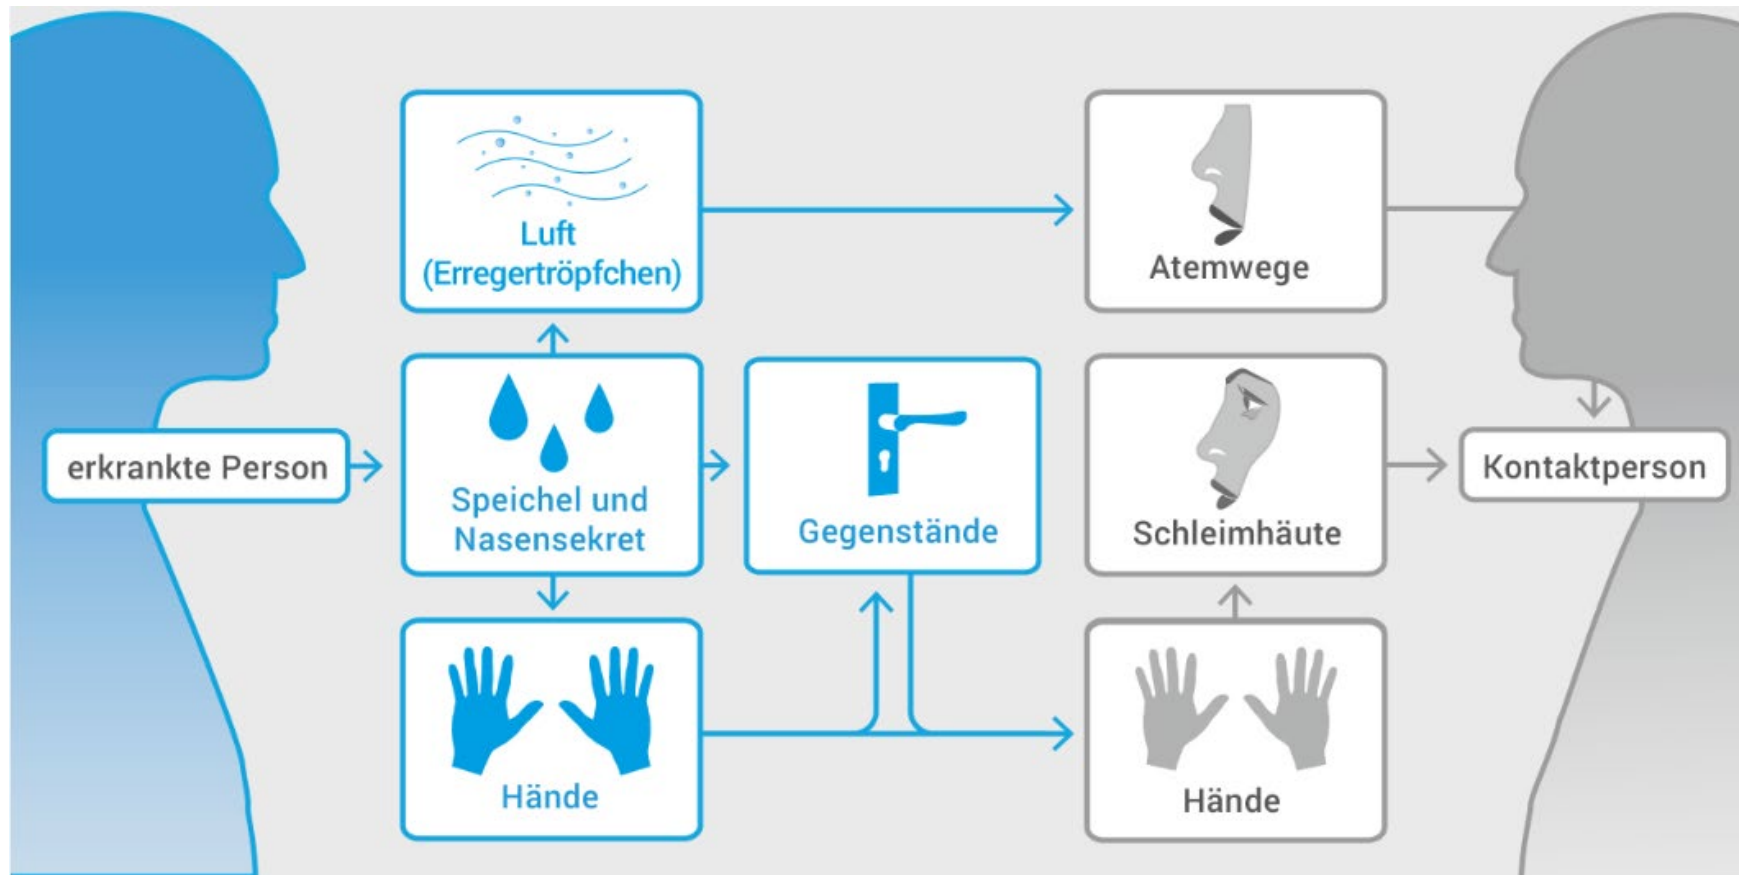 Luft
(Erregertröpfchen)
Atemwege
erkrankte Person
Speichel und
Nasensekret
Gegenstände
Schleimhäute
Kontaktperson
Hände
Hände